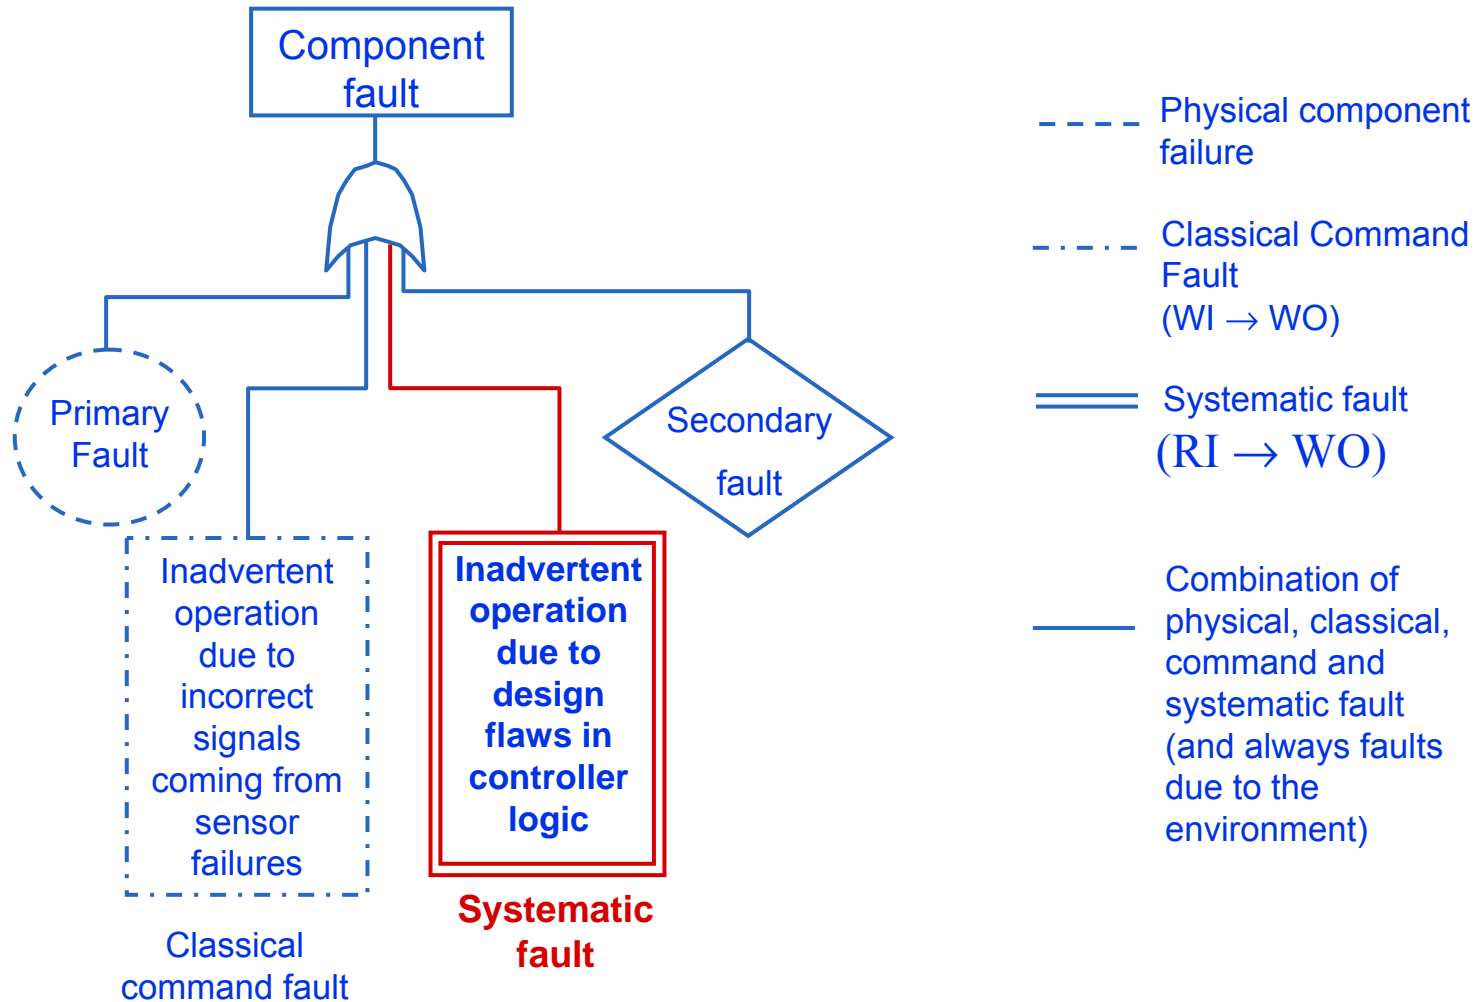 Component
fault
Primary
Fault
Secondary
fault
Inadvertent
operation
due to
incorrect
signals
coming from
sensor
failures
Classical
command fault
Inadvertent
operation
due to
design
flaws in
controller
logic
Systematic
fault
Physical component
failure
Classical Command
Fault
(WI → WO)
Systematic fault
(RI → WO)
Combination of
physical, classical,
command and
systematic fault
(and always faults
due to the
environment)